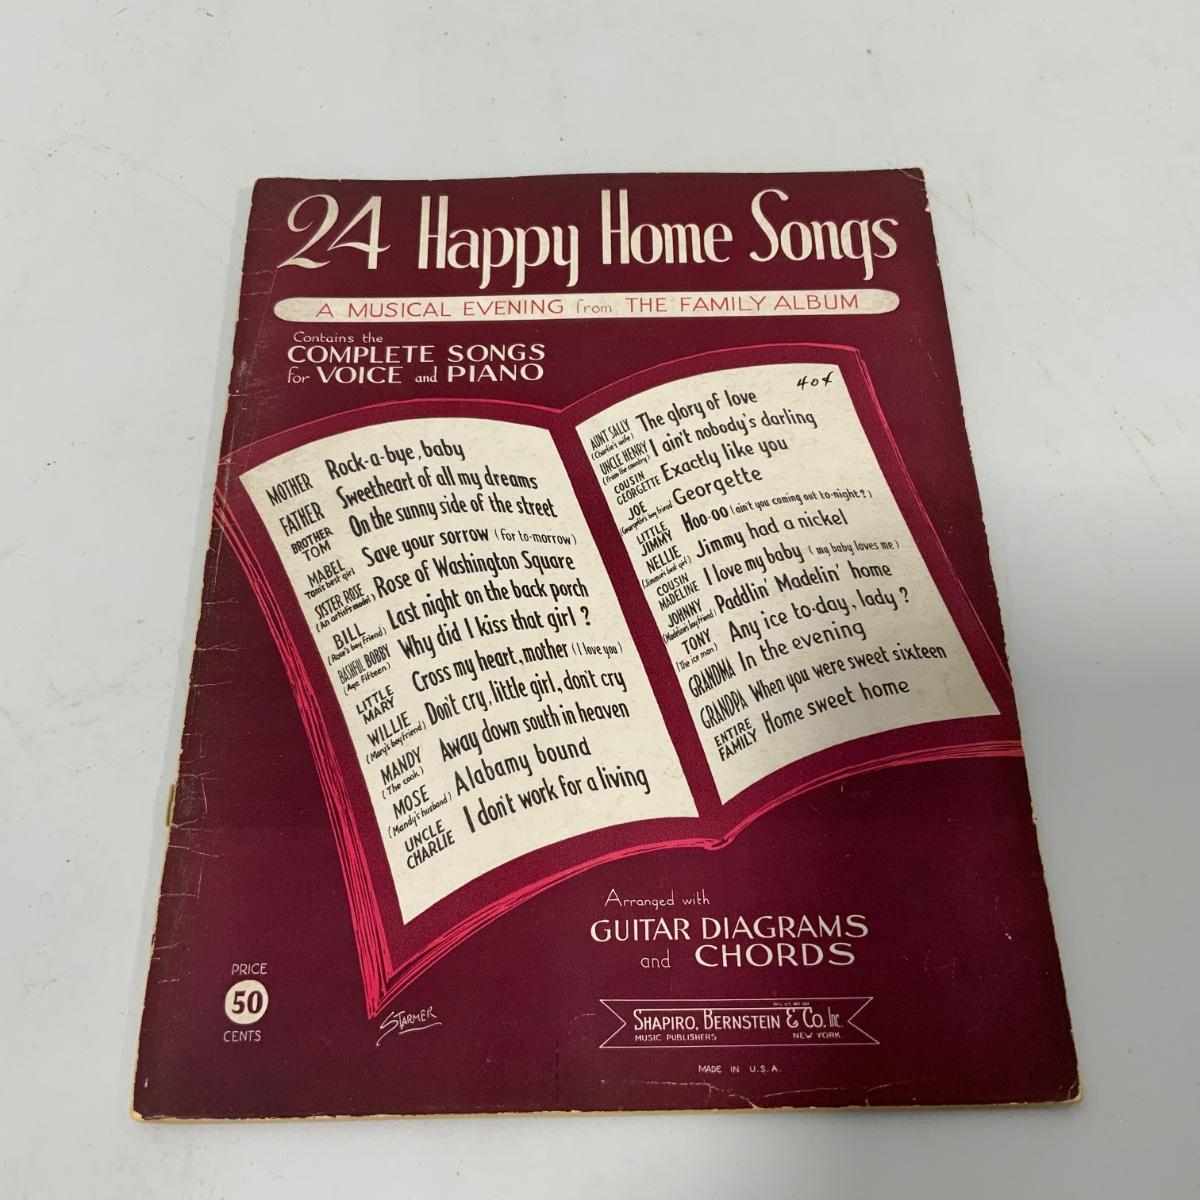 24 Happy Home Songs
A MUSICAL EVENING from THE FAMILY ALBUM
Contains the
COMPLETE SONGS
for VOICE and PIANO
MOTHER Rock-a-bye, baby
FATHER Sweetheart of all my dreams
BROTHER TOM On the sunny side of the street
MABEL (Tom's best girl) Save your sorrow (for to-morrow)
SISTER ROSE (An artist's model) Rose of Washington Square
BILL (Rose's boy friend) Last night on the back porch
BASHFUL BOBBY (Age Fifteen) Why did I kiss that girl?
LITTLE MARY Cross my heart, mother (I love you)
WILLIE (Mary's boy friend) Don't cry, little girl, don't cry
MANDY (The cook) Away down south in heaven
MOSE (Mandy's husband) Alabamy bound
UNCLE CHARLIE I don't work for a living
40¢
AUNT SALLY (Charlie's wife) The glory of love
UNCLE HENRY (From the country) I ain't nobody's darling
COUSIN GEORGETTE Exactly like you
JOE (Georgette's boy friend) Georgette
LITTLE JIMMY Hoo-oo (ain't you coming out to-night?)
NELLIE (Jimmie's best girl) Jimmy had a nickel
COUSIN MADELINE I love my baby (my baby loves me)
JOHNNY (Madeline's boy friend) Paddlin' Madelin' home
TONY (The ice man) Any ice to-day, lady?
GRANDMA In the evening
GRANDPA When you were sweet sixteen
ENTIRE FAMILY Home sweet home
Arranged with
GUITAR DIAGRAMS
and CHORDS
PRICE
50
CENTS
STARMER
SHAPIRO, BERNSTEIN & CO. Inc.
MUSIC PUBLISHERS NEW YORK
MADE IN U.S.A.